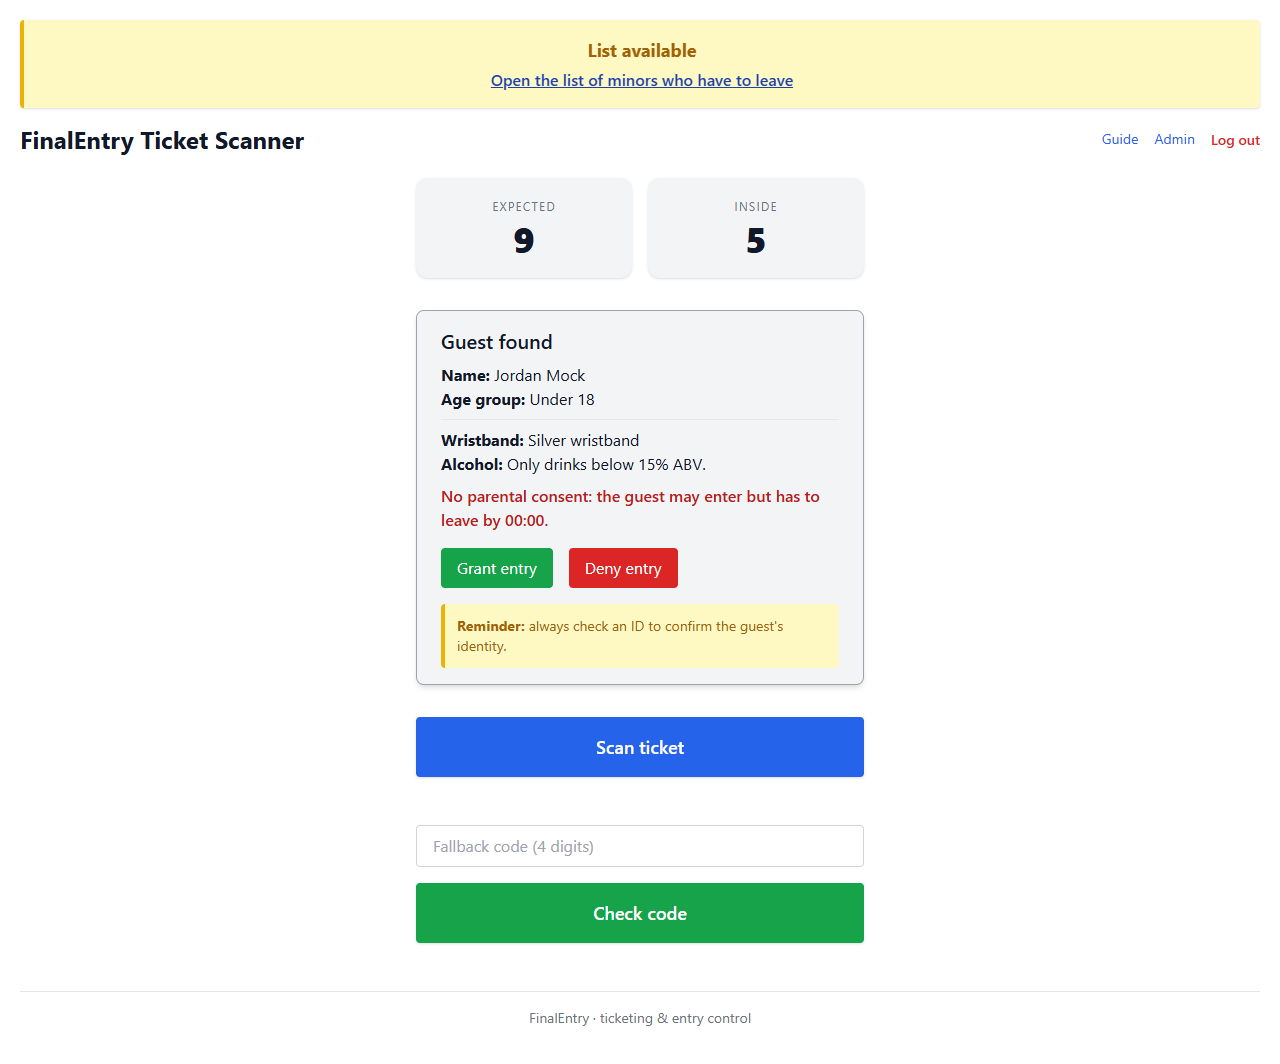 List available
Open the list of minors who have to leave
FinalEntry Ticket Scanner
Guide Admin Log out
EXPECTED
9
INSIDE
5
Guest found
Name: Jordan Mock
Age group: Under 18
Wristband: Silver wristband
Alcohol: Only drinks below 15% ABV.
No parental consent: the guest may enter but has to
leave by 00:00.
Grant entry Deny entry
Reminder: always check an ID to confirm the guest's
identity.
Scan ticket
Fallback code (4 digits)
Check code
FinalEntry · ticketing & entry control